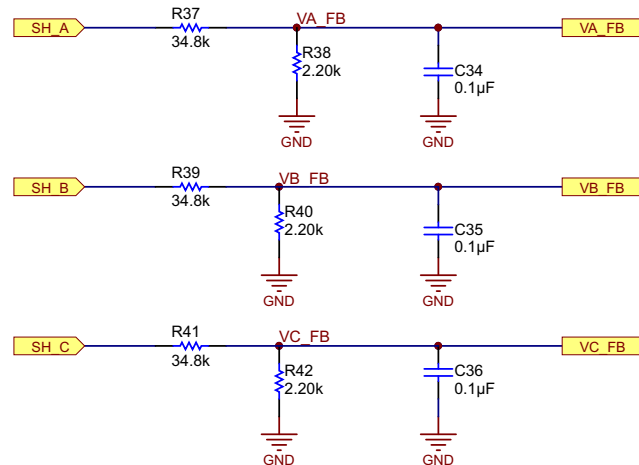 R37
SH_A
34.8k
VA_FB
R38
2.20k
C34
0.1µF
VA_FB
GND
GND
R39
SH_B
34.8k
VB_FB
R40
2.20k
C35
0.1µF
VB_FB
GND
GND
R41
SH_C
34.8k
VC_FB
R42
2.20k
C36
0.1µF
VC_FB
GND
GND